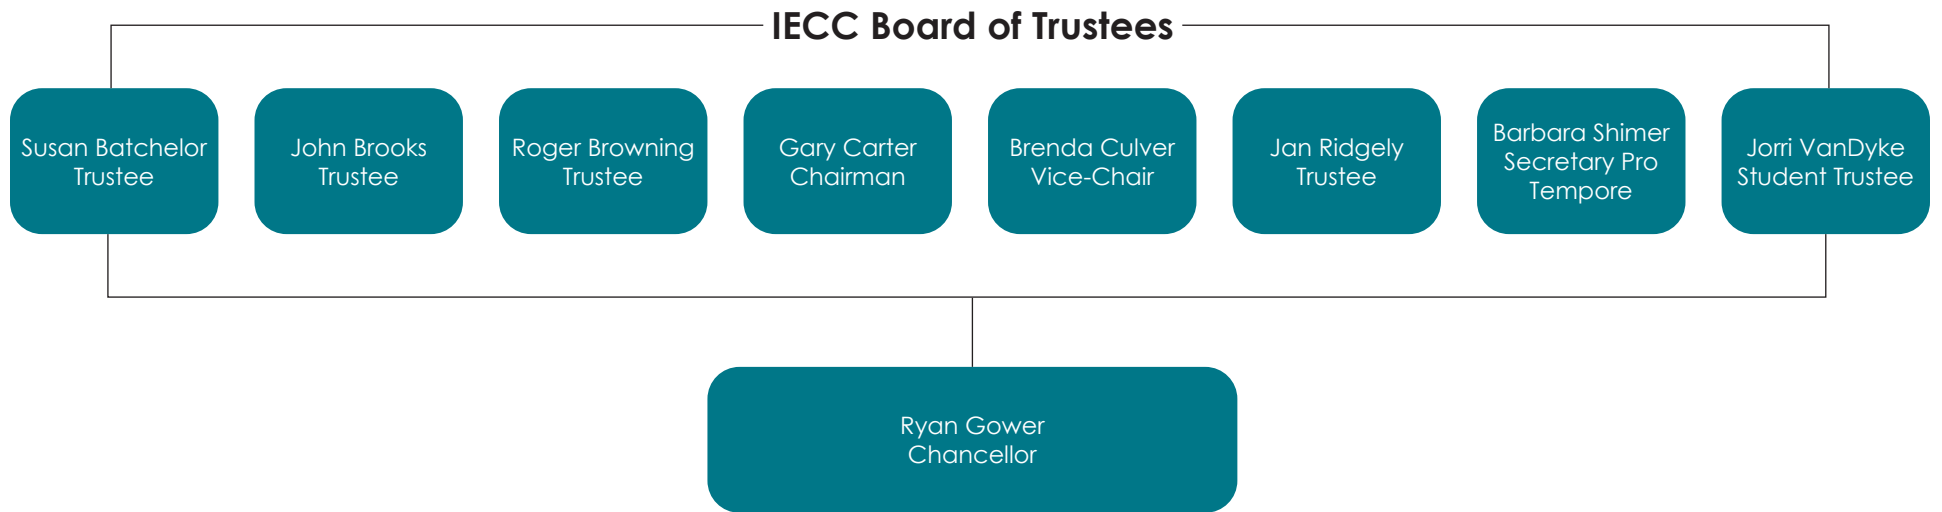 IECC Board of Trustees
Susan Batchelor
Trustee
John Brooks
Trustee
Roger Browning
Trustee
Gary Carter
Chairman
Brenda Culver
Vice-Chair
Jan Ridgely
Trustee
Barbara Shimer
Secretary Pro
Tempore
Jorri VanDyke
Student Trustee
Ryan Gower
Chancellor